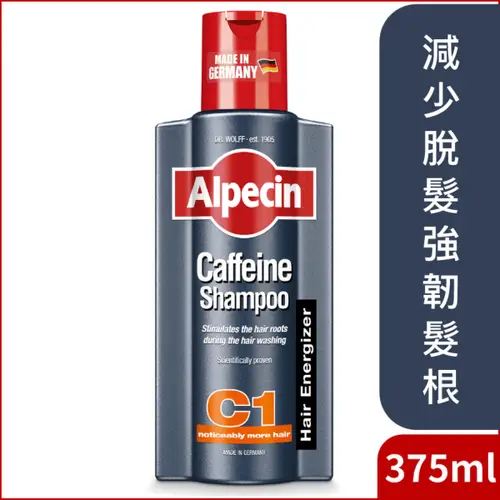 MADE IN
GERMANY
DR. WOLFF - est. 1905
Alpecin
Caffeine
Shampoo
Stimulates the hair roots
during the hair washing
Scientifically proven
Hair Energizer
C1
noticeably more hair
MADE IN GERMANY
減少脫髮強韌髮根
375ml